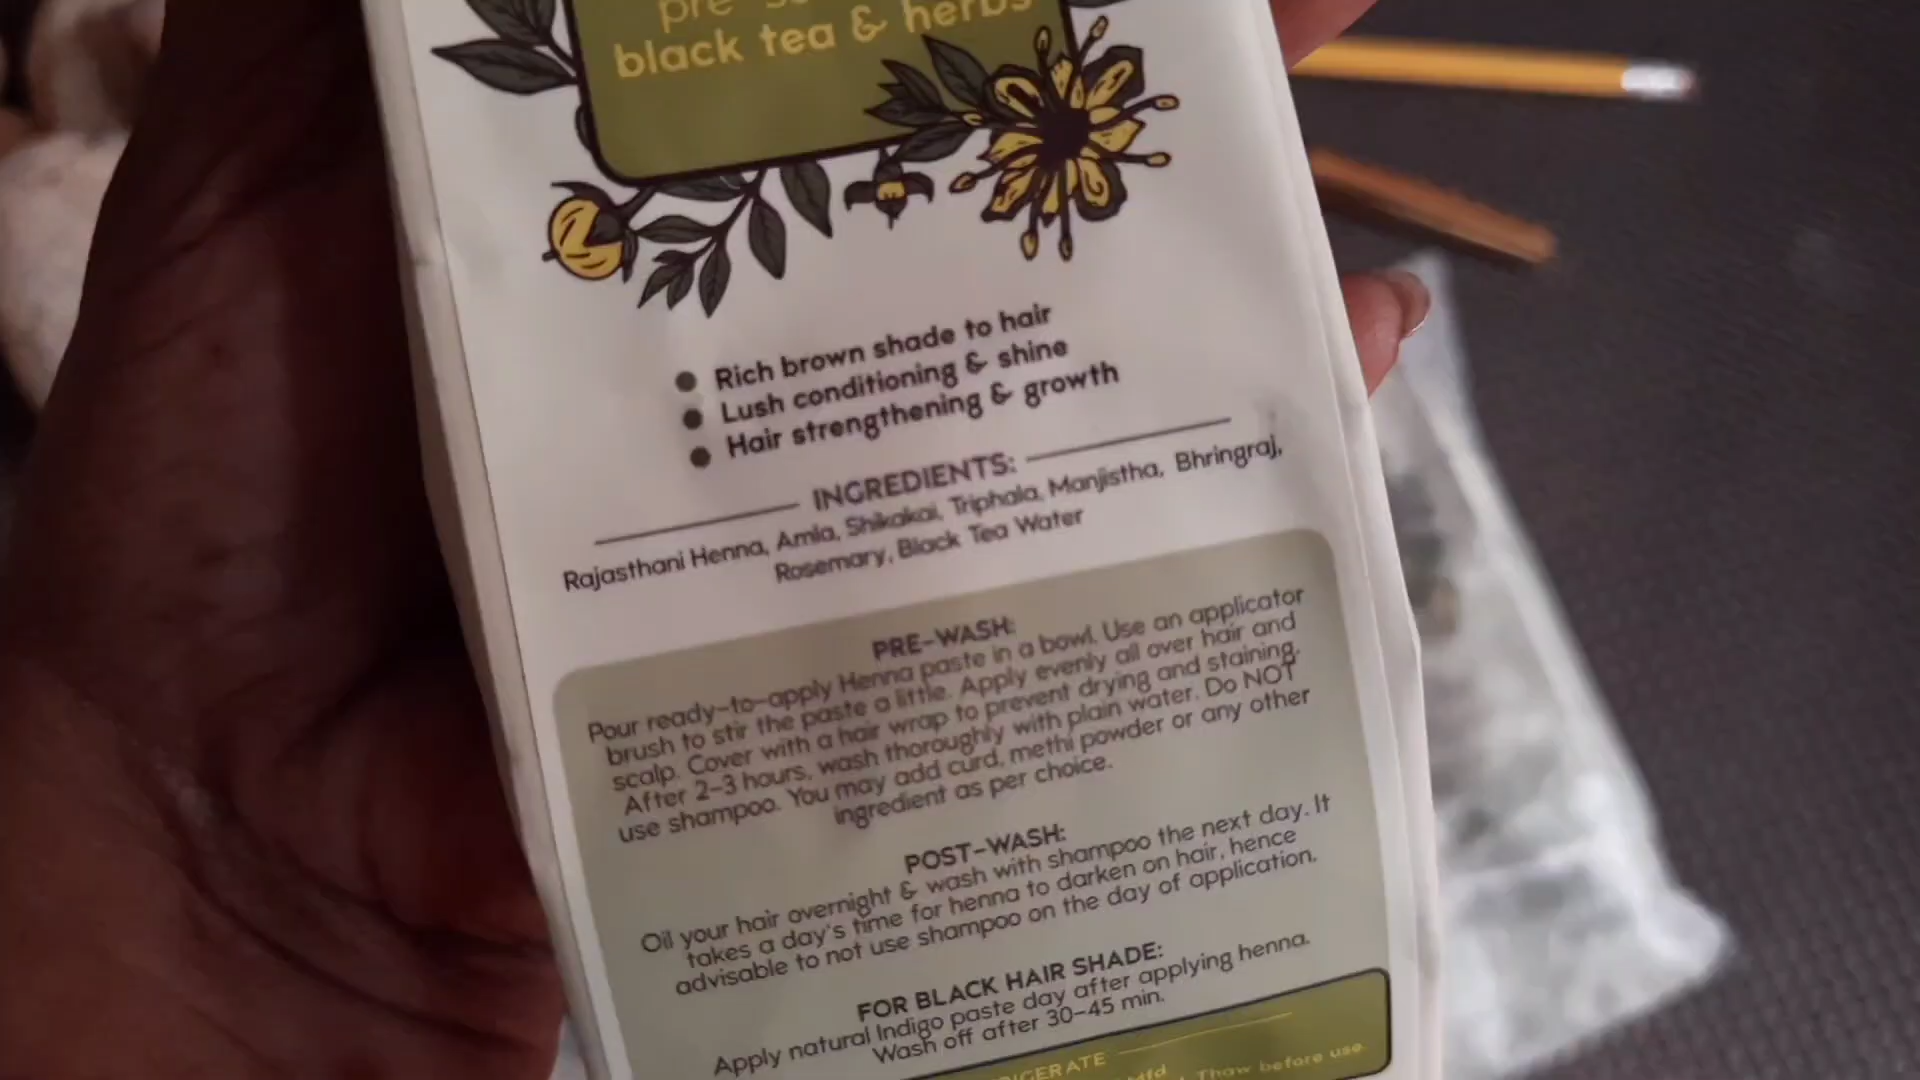 black tea & herbs
Rich brown shade to hair
Lush conditioning & shine
Hair strengthening & growth
INGREDIENTS:
Rajasthani Henna, Amla, Shikakai, Triphala, Manjistha, Bhringraj,
Rosemary, Black Tea Water
PRE-WASH:
Pour ready-to-apply Henna paste in a bowl. Use an applicator
brush to stir the paste a little. Apply evenly all over hair and
scalp. Cover with a hair wrap to prevent drying and staining.
After 2-3 hours, wash thoroughly with plain water. Do NOT
use shampoo. You may add curd, methi powder or any other
ingredient as per choice.
POST-WASH:
Oil your hair overnight & wash with shampoo the next day. It
takes a day's time for henna to darken on hair, hence
advisable to not use shampoo on the day of application.
FOR BLACK HAIR SHADE:
Apply natural Indigo paste day after applying henna.
Wash off after 30-45 min.
Thaw before use.